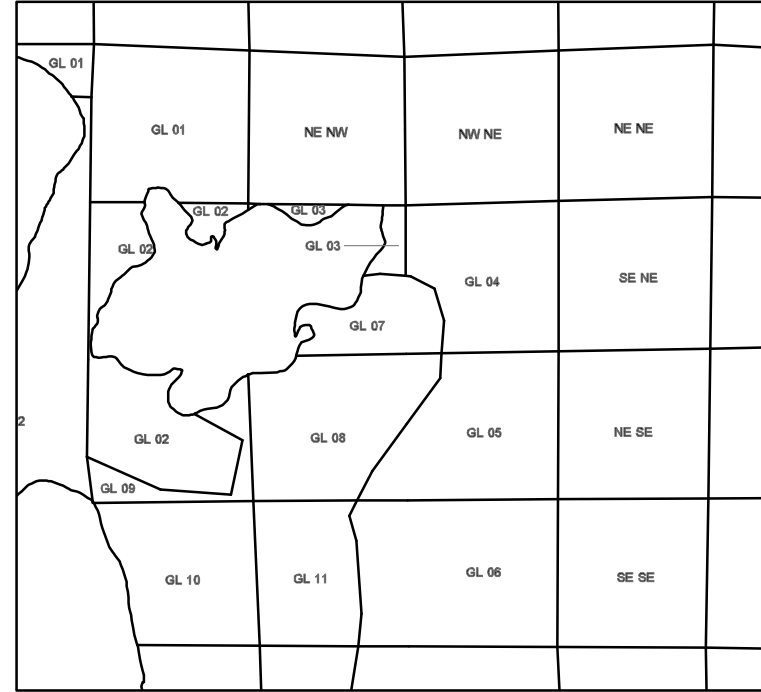 GL 01
GL 01
NE NW
NW NE
NE NE
GL 02
GL 03
GL 02
GL 03
GL 04
SE NE
GL 07
2
GL 02
GL 08
GL 05
NE SE
GL 09
GL 10
GL 11
GL 06
SE SE